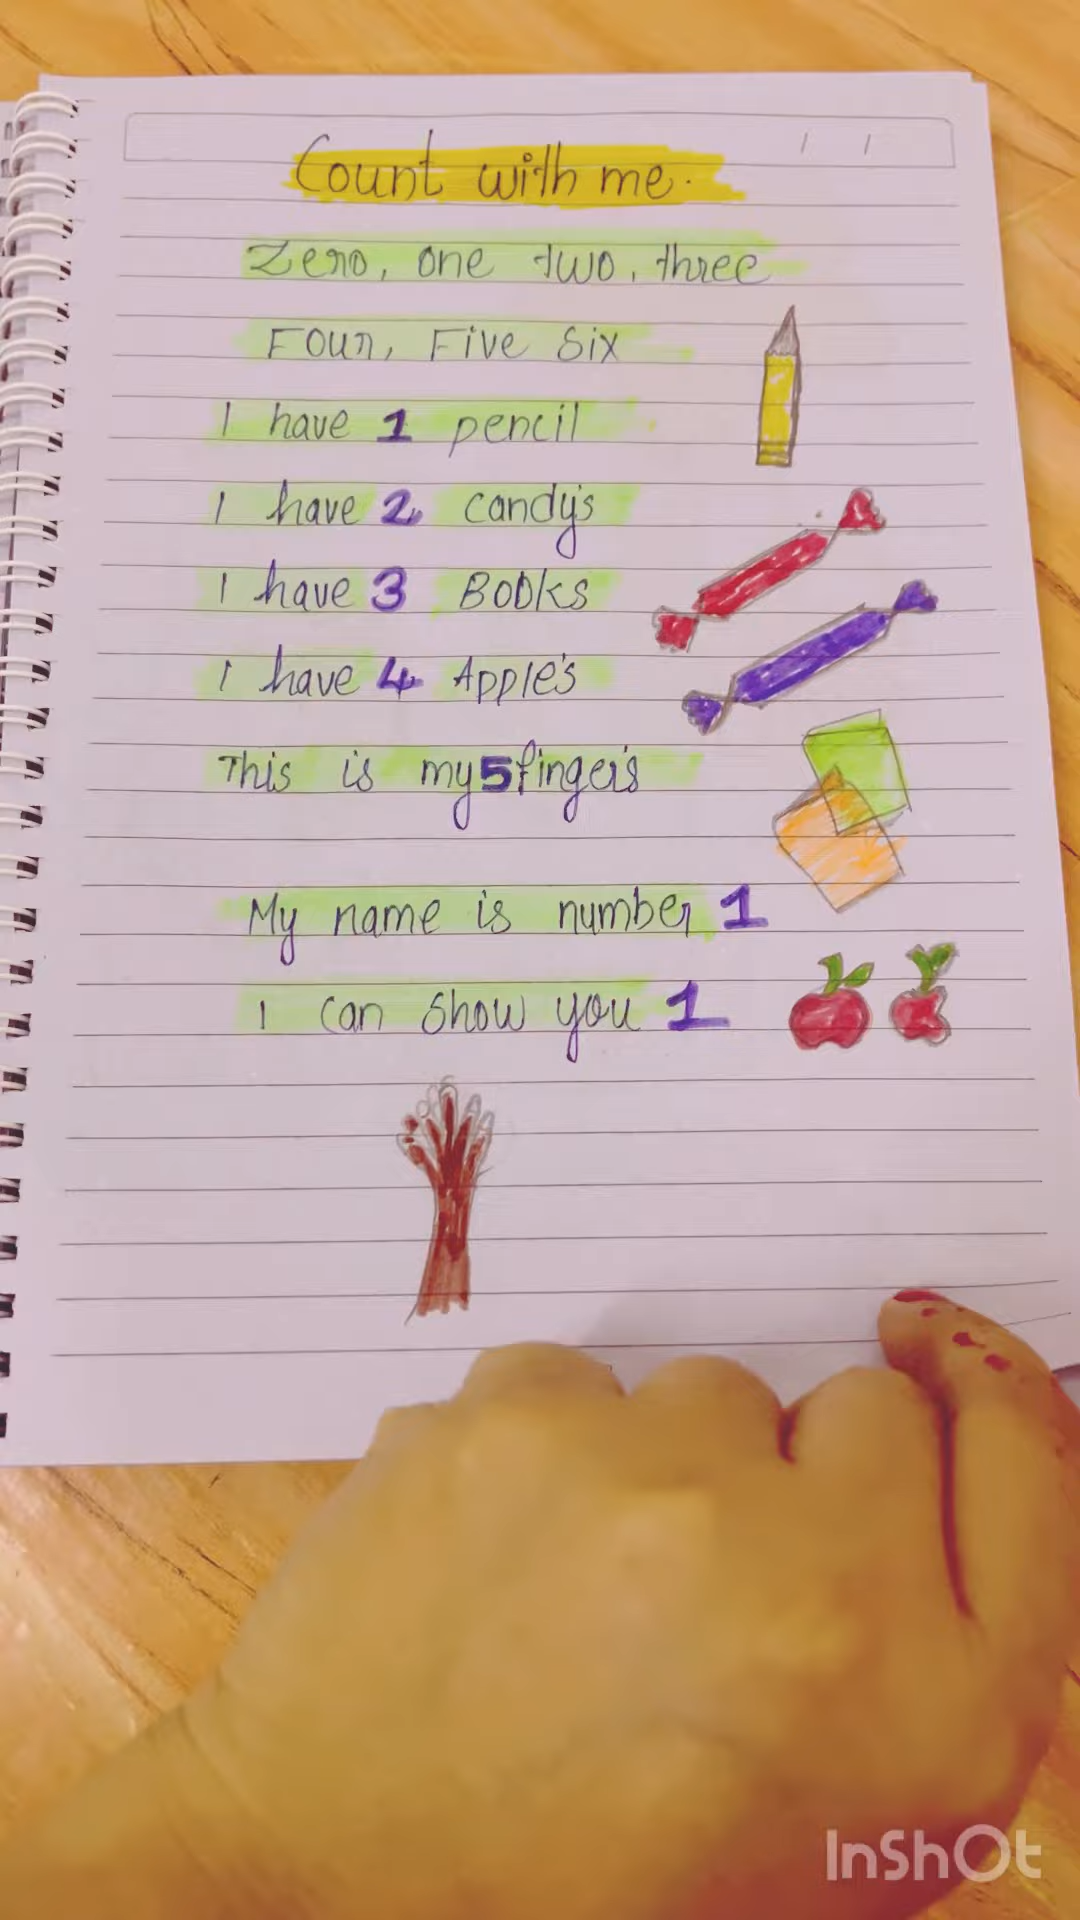 Count with me.
Zero, one two, three
Four, Five Six
I have 1 pencil
I have 2 candy's
I have 3 Books
I have 4 Apple's
This is my 5 finger's
My name is number 1
I can show you 1
InShOt